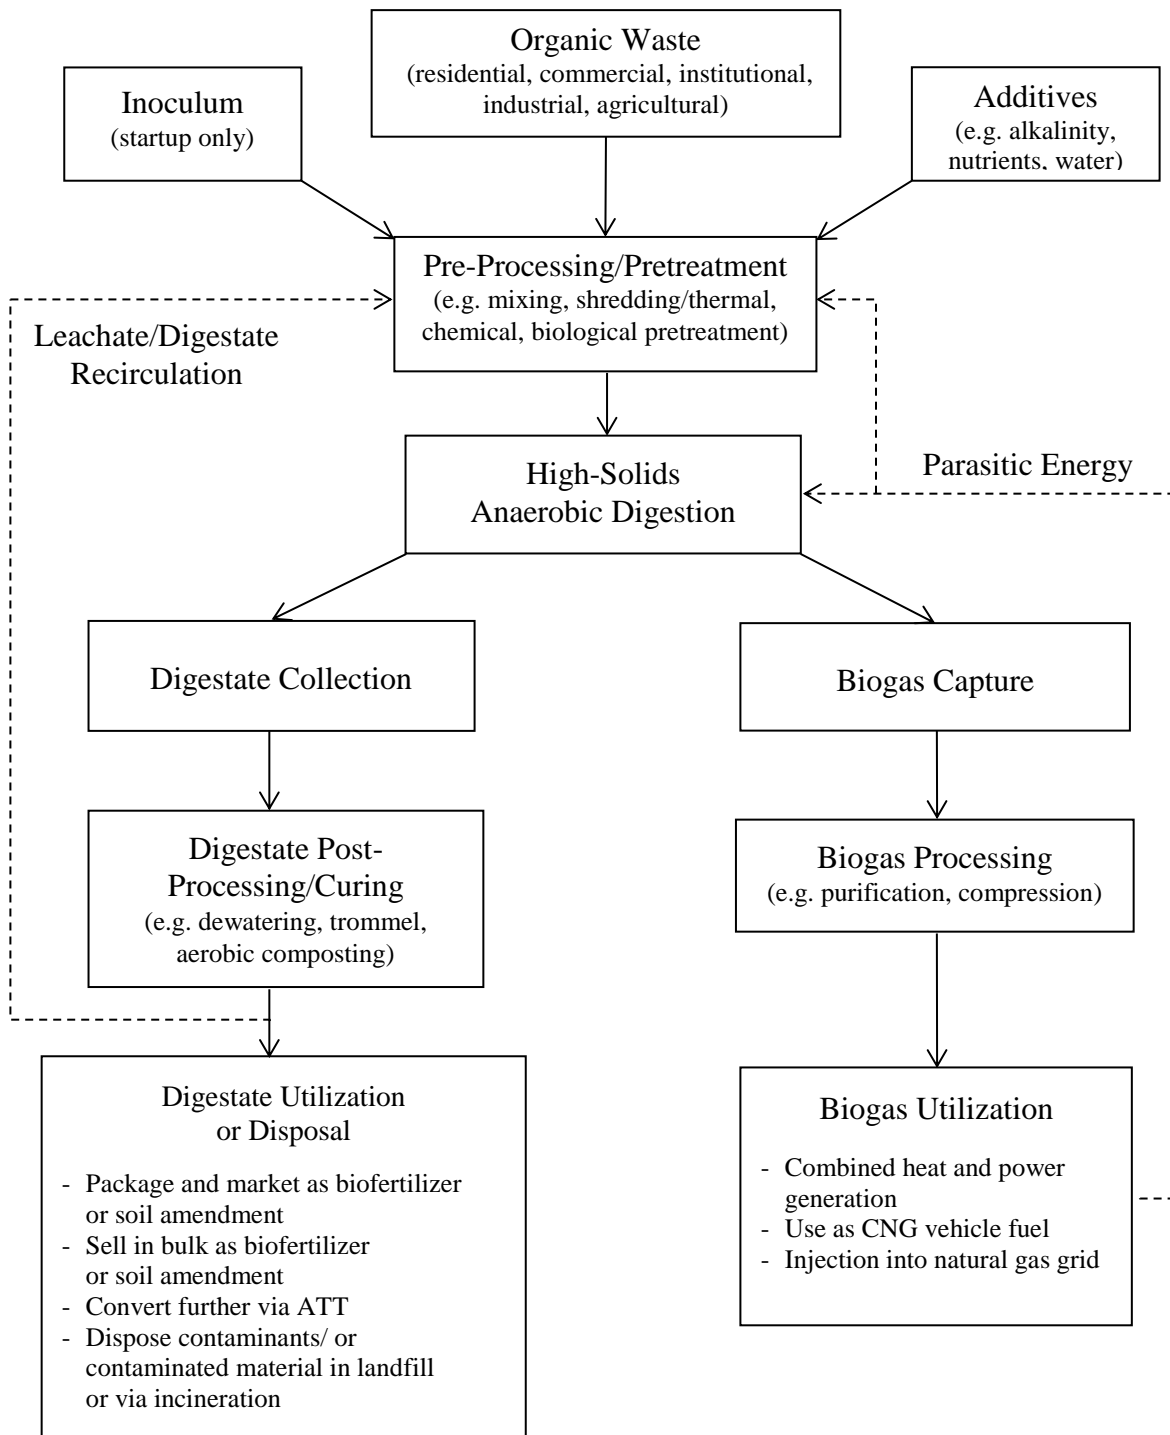 Organic Waste
(residential, commercial, institutional,
industrial, agricultural)
Inoculum
(startup only)
Additives
(e.g. alkalinity,
nutrients, water)
Pre-Processing/Pretreatment
(e.g. mixing, shredding/thermal,
chemical, biological pretreatment)
Leachate/Digestate
Recirculation
High-Solids
Anaerobic Digestion
Parasitic Energy
Digestate Collection
Biogas Capture
Digestate Post-
Processing/Curing
(e.g. dewatering, trommel,
aerobic composting)
Biogas Processing
(e.g. purification, compression)
Digestate Utilization
or Disposal
- Package and market as biofertilizer
or soil amendment
- Sell in bulk as biofertilizer
or soil amendment
- Convert further via ATT
- Dispose contaminants/ or
contaminated material in landfill
or via incineration
Biogas Utilization
- Combined heat and power
generation
- Use as CNG vehicle fuel
- Injection into natural gas grid